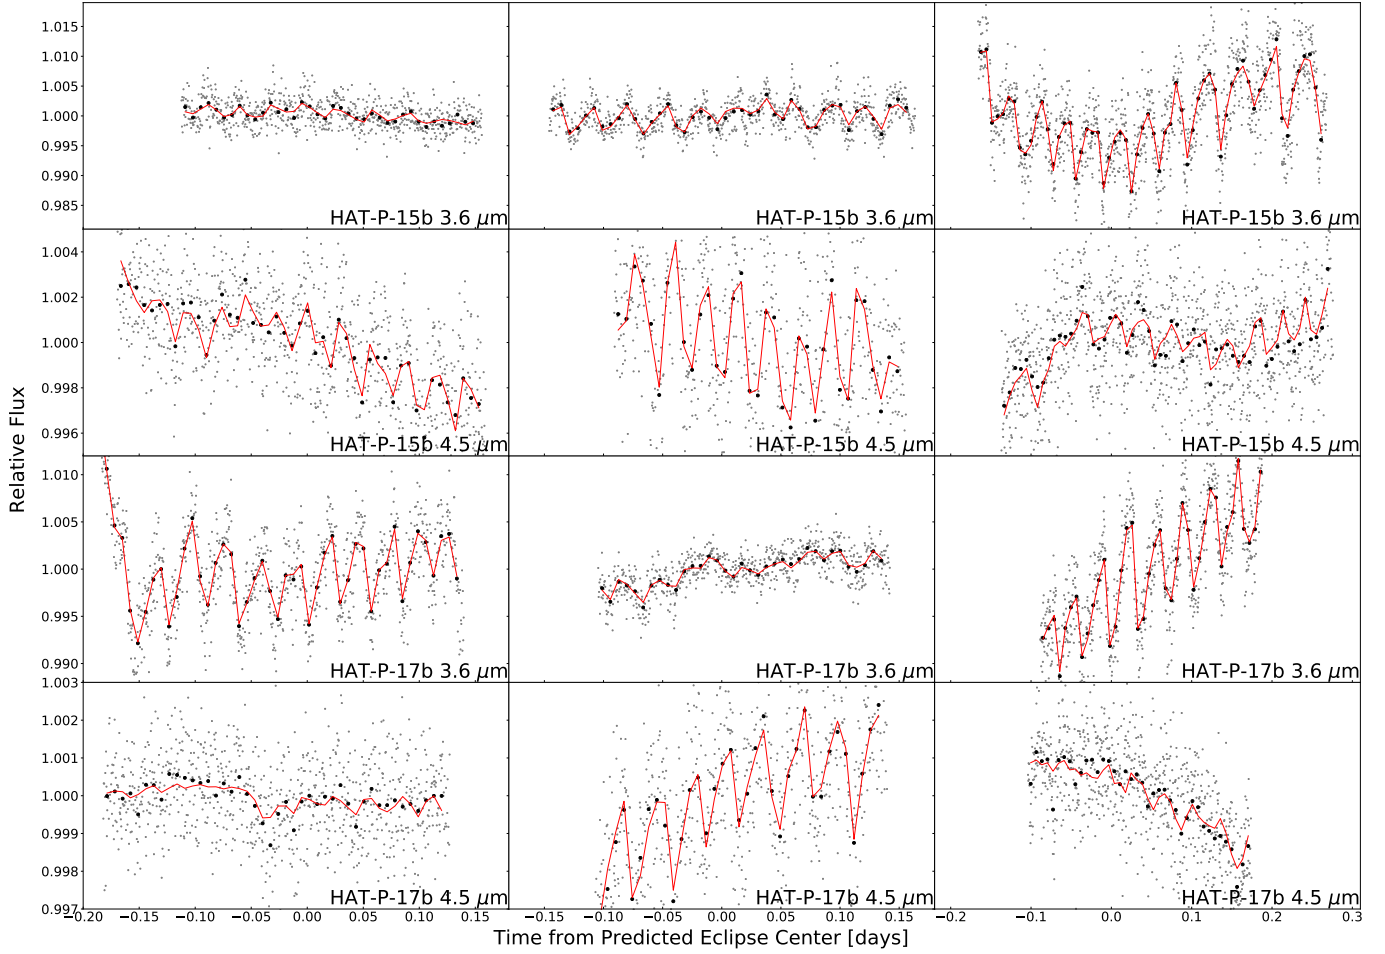 1.015
1.010
1.005
1.000
0.995
0.990
0.985
HAT-P-15b 3.6 μm
HAT-P-15b 3.6 μm
HAT-P-15b 3.6 μm
1.004
1.002
1.000
0.998
0.996
HAT-P-15b 4.5 μm
HAT-P-15b 4.5 μm
HAT-P-15b 4.5 μm
Relative Flux
1.010
1.005
1.000
0.995
0.990
HAT-P-17b 3.6 μm
HAT-P-17b 3.6 μm
HAT-P-17b 3.6 μm
1.003
1.002
1.001
1.000
0.999
0.998
0.997
HAT-P-17b 4.5 μm
HAT-P-17b 4.5 μm
HAT-P-17b 4.5 μm
−0.20 −0.15 −0.10 −0.05 0.00 0.05 0.10 0.15
−0.15 −0.10 −0.05 0.00 0.05 0.10 0.15
−0.2 −0.1 0.0 0.1 0.2 0.3
Time from Predicted Eclipse Center [days]